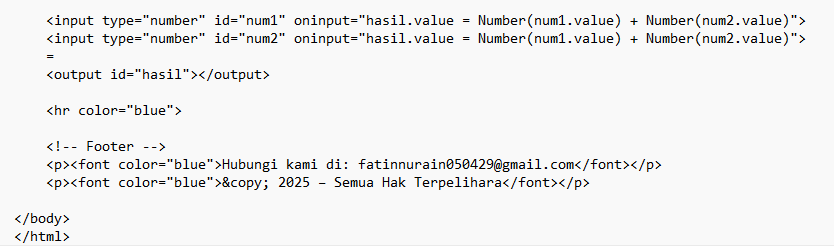 <input type="number" id="num1" oninput="hasil.value = Number(num1.value) + Number(num2.value)">
<input type="number" id="num2" oninput="hasil.value = Number(num1.value) + Number(num2.value)">
=
<output id="hasil"></output>
<hr color="blue">
<!-- Footer -->
<p><font color="blue">Hubungi kami di: fatinnurain050429@gmail.com</font></p>
<p><font color="blue">&copy; 2025 – Semua Hak Terpelihara</font></p>
</body>
</html>